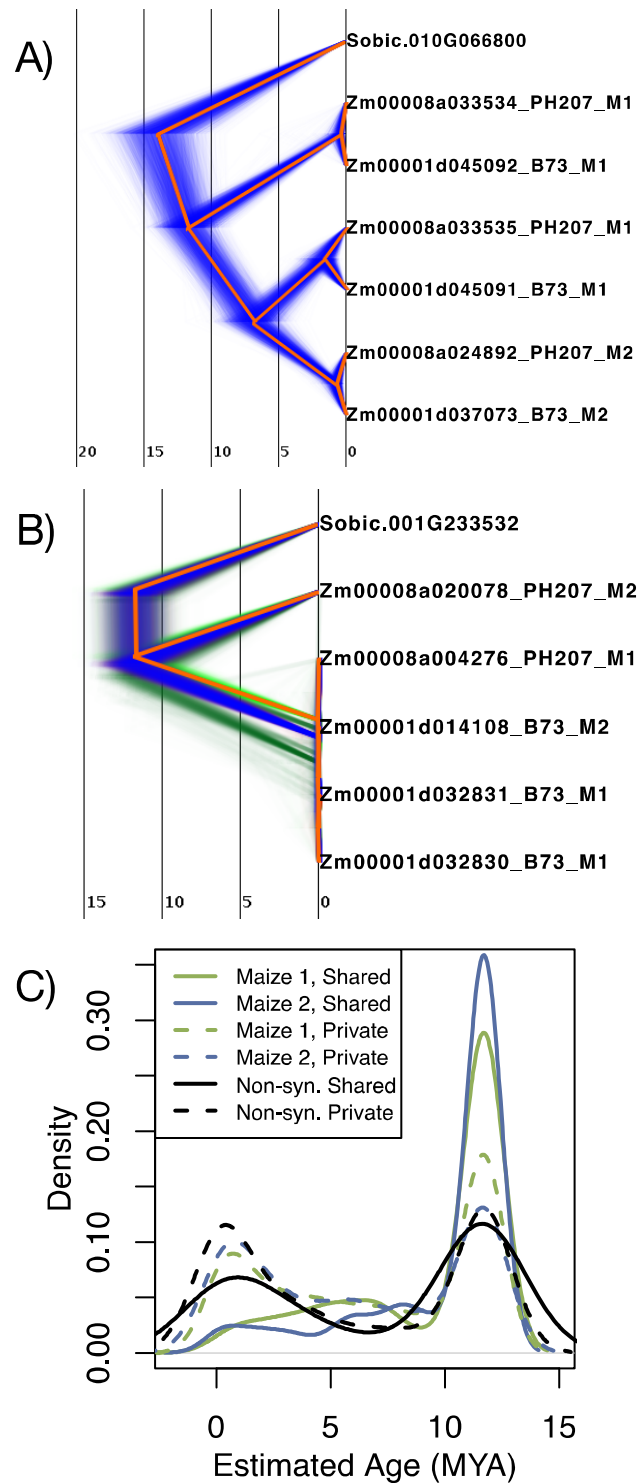 A)
Sobic.010G066800
Zm00008a033534_PH207_M1
Zm00001d045092_B73_M1
Zm00008a033535_PH207_M1
Zm00001d045091_B73_M1
Zm00008a024892_PH207_M2
Zm00001d037073_B73_M2
20 15 10 5 0
B)
Sobic.001G233532
Zm00008a020078_PH207_M2
Zm00008a004276_PH207_M1
Zm00001d014108_B73_M2
Zm00001d032831_B73_M1
Zm00001d032830_B73_M1
15 10 5 0
C)
Maize 1, Shared
Maize 2, Shared
Maize 1, Private
Maize 2, Private
Non-syn. Shared
Non-syn. Private
Density
0.30
0.20
0.10
0.00
0 5 10 15
Estimated Age (MYA)